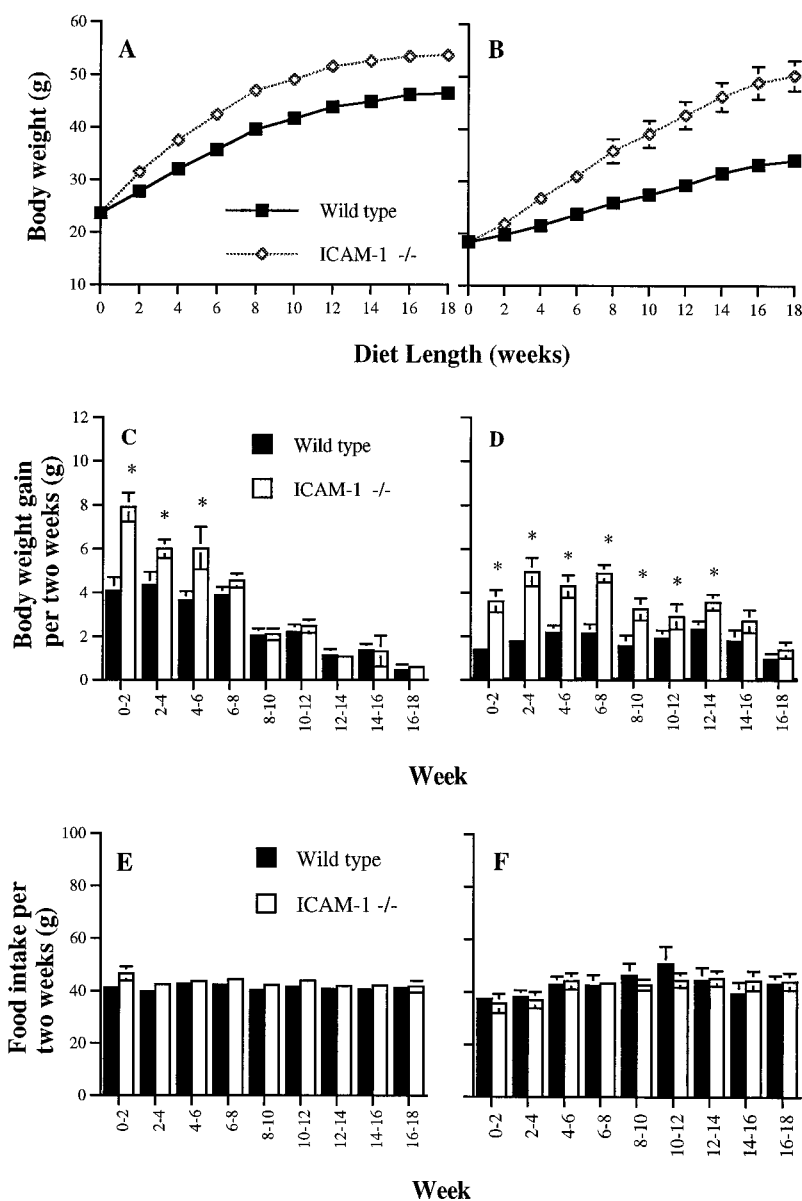 60
50
40
30
20
10
Body weight (g)
A
B
Wild type
ICAM-1 -/-
0 2 4 6 8 10 12 14 16 18
0 2 4 6 8 10 12 14 16 18
Diet Length (weeks)
12
10
8
6
4
2
0
Body weight gain
per two weeks (g)
C
D
Wild type
ICAM-1 -/-
* * *
* * * * * * *
0-2 2-4 4-6 6-8 8-10 10-12 12-14 14-16 16-18
0-2 2-4 4-6 6-8 8-10 10-12 12-14 14-16 16-18
Week
100
80
60
40
20
0
Food intake per
two weeks (g)
E
F
Wild type
ICAM-1 -/-
0-2 2-4 4-6 6-8 8-10 10-12 12-14 14-16 16-18
0-2 2-4 4-6 6-8 8-10 10-12 12-14 14-16 16-18
Week